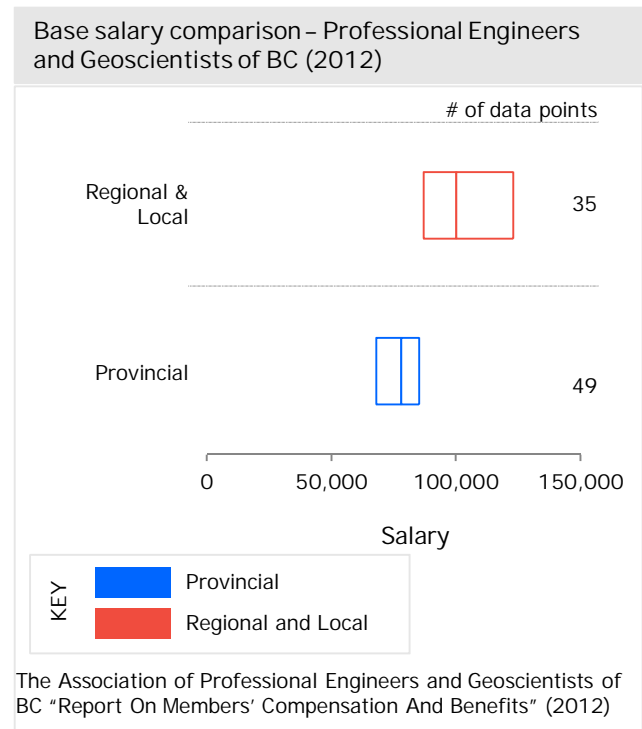 Base salary comparison – Professional Engineers
and Geoscientists of BC (2012)
# of data points
Regional &
Local
35
Provincial
49
0 50,000 100,000 150,000
Salary
KEY
Provincial
Regional and Local
The Association of Professional Engineers and Geoscientists of
BC “Report On Members’ Compensation And Benefits” (2012)